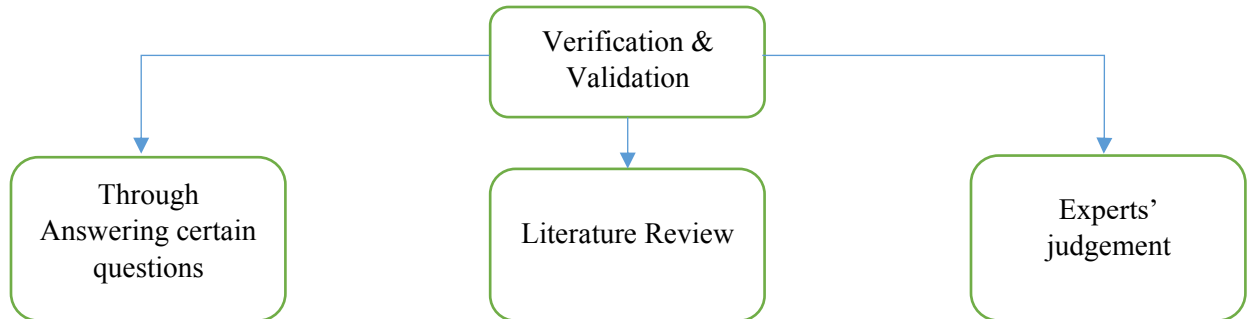 Verification &
Validation
Through
Answering certain
questions
Literature Review
Experts’
judgement